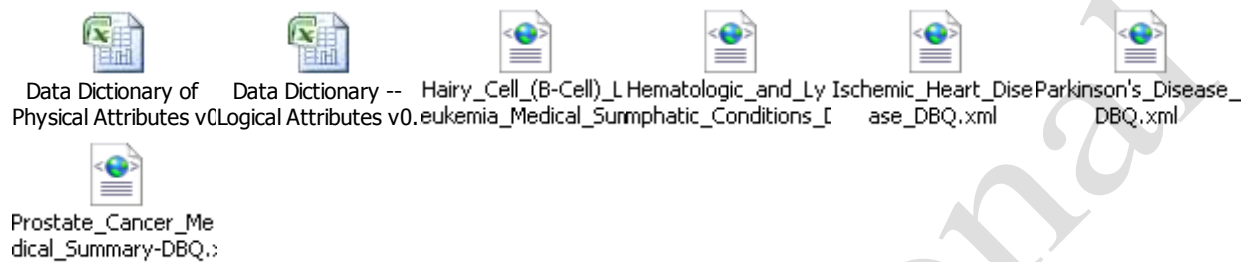 Data Dictionary of
Physical Attributes v0
Data Dictionary --
Logical Attributes v0.
Hairy_Cell_(B-Cell)_L
eukemia_Medical_Sum
Hematologic_and_Ly
mphatic_Conditions_D
Ischemic_Heart_Dise
ase_DBQ.xml
Parkinson's_Disease_
DBQ.xml
Prostate_Cancer_Me
dical_Summary-DBQ.x